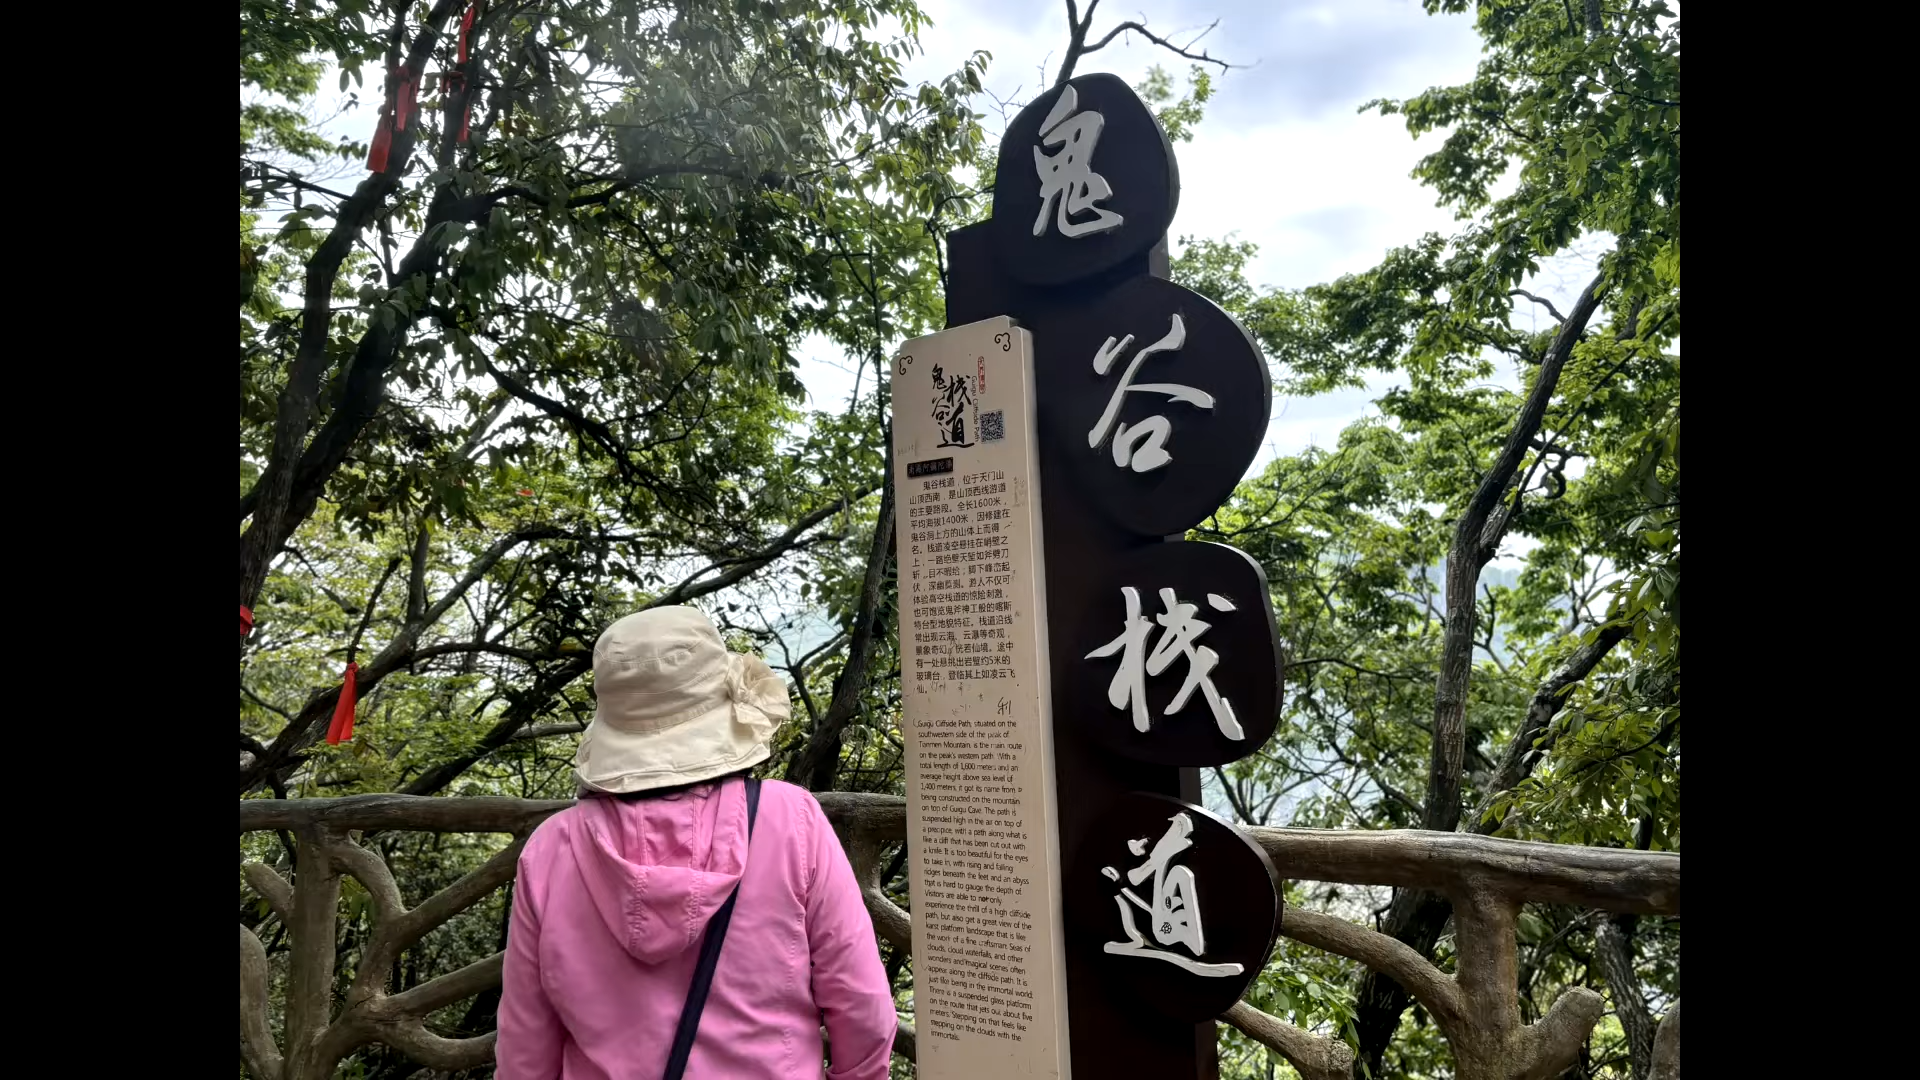 鬼
谷
栈
道
鬼谷
栈道
Guigu Cliffside Path
鬼谷栈道,位于天门山
山顶西南,是山顶西线游道
的主要路段。全长1600米,
平均海拔1400米,因修建在
鬼谷洞上方的山体上而得
名。栈道凌空悬挂在峭壁之
上,一路绝壁天堑如斧劈刀
斩,目不暇给;脚下峰峦起
伏,深幽叵测。游人不仅可
体验高空栈道的惊险刺激,
也可饱览鬼斧神工般的喀斯
特台型地貌特征。栈道沿线
常出现云海、云瀑等奇观,
景象奇幻,恍若仙境。途中
有一处悬挑出岩壁约5米的
玻璃台,登临其上如凌云飞
仙。
Guigu Cliffside Path, situated on the
southwestern side of the peak of
Tianmen Mountain, is the main route
on the peak's western path. With a
total length of 1,600 meters and an
average height above sea level of
1,400 meters, it got its name from
being constructed on the mountain
on top of Guigu Cave. The path is
suspended high in the air on top of
a precipice, with a path along what is
like a cliff that has been cut out with
a knife. It is too beautiful for the eyes
to take in, with rising and falling
ridges beneath the feet and an abyss
that is hard to gauge the depth of.
Visitors are able to not only
experience the thrill of a high cliffside
path, but also get a great view of the
karst platform landscape that is like
the work of a fine craftsman. Seas of
clouds, cloud waterfalls, and other
wonders and magical scenes often
appear along the cliffside path. It is
just like being in the immortal world.
There is a suspended glass platform
on the route that jets out about five
meters. Stepping on that feels like
stepping on the clouds with the
immortals.